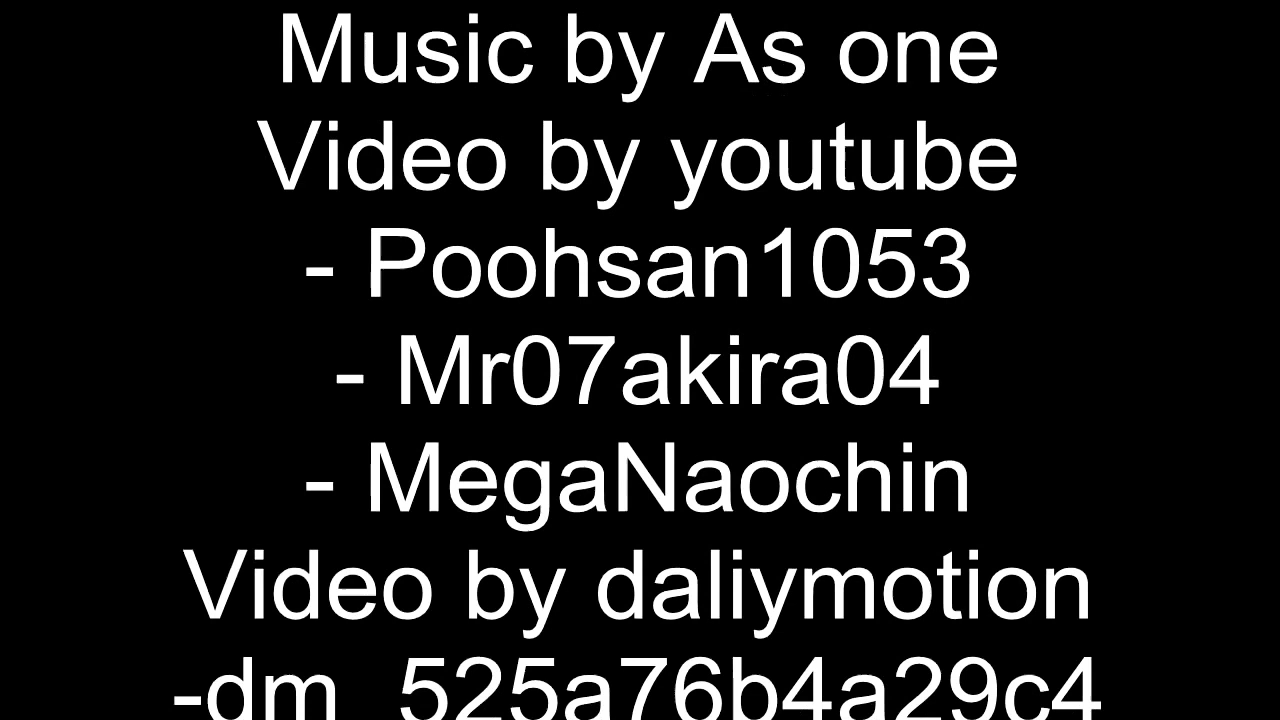 Music by As one
Video by youtube
- Poohsan1053
- Mr07akira04
- MegaNaochin
Video by daliymotion
-dm_525a76b4a29c4